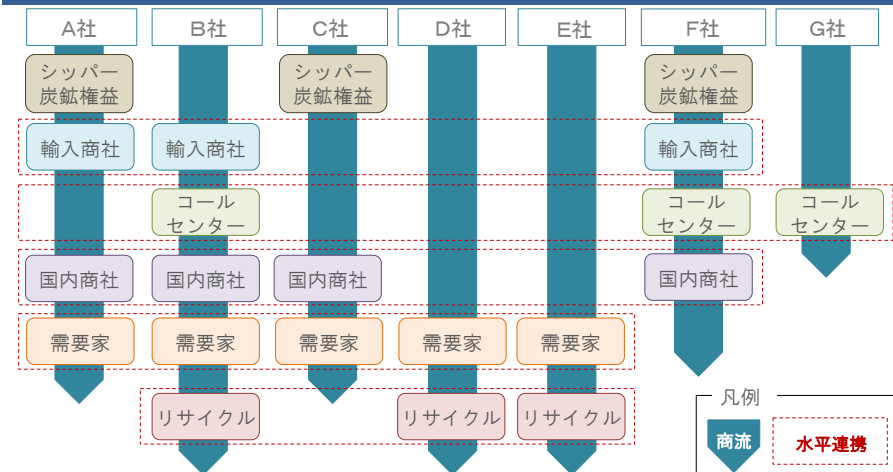 A社
B社
C社
D社
E社
F社
G社
シッパー
炭鉱権益
シッパー
炭鉱権益
シッパー
炭鉱権益
輸入商社
輸入商社
輸入商社
コール
センター
コール
センター
コール
センター
国内商社
国内商社
国内商社
国内商社
需要家
需要家
需要家
需要家
需要家
リサイクル
リサイクル
リサイクル
凡例
商流
水平連携